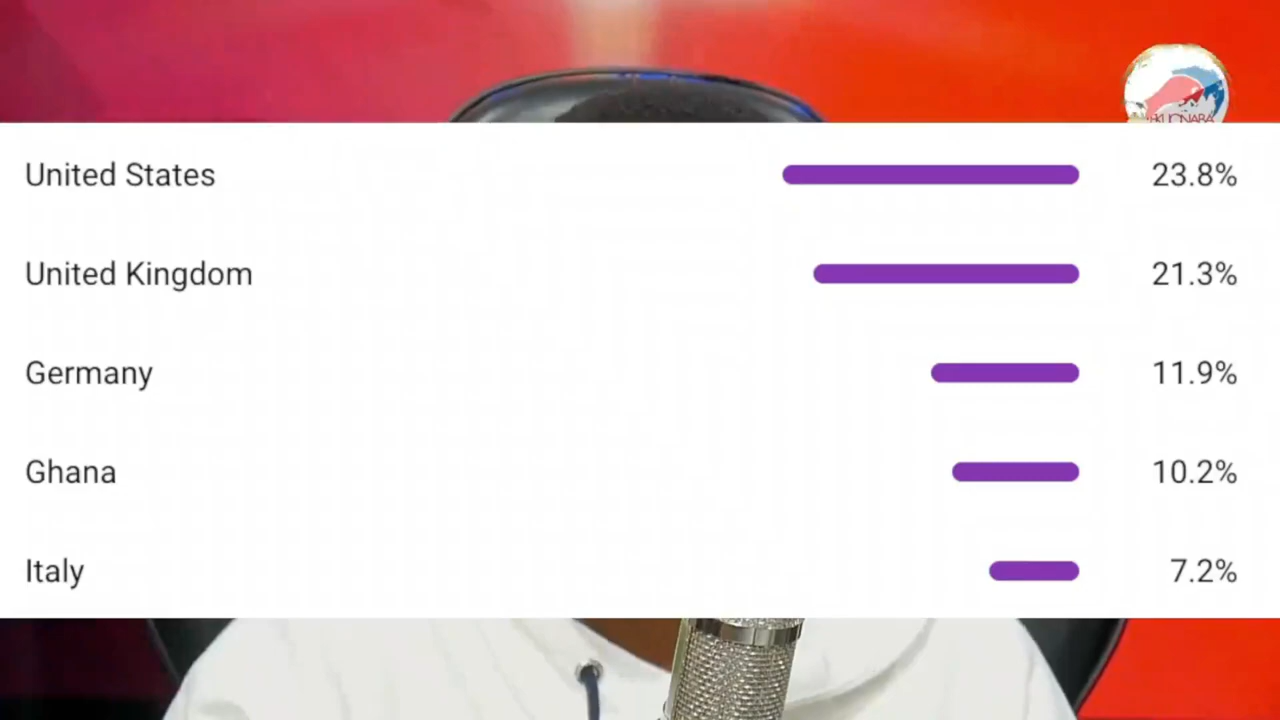 United States 23.8%
United Kingdom 21.3%
Germany 11.9%
Ghana 10.2%
Italy 7.2%